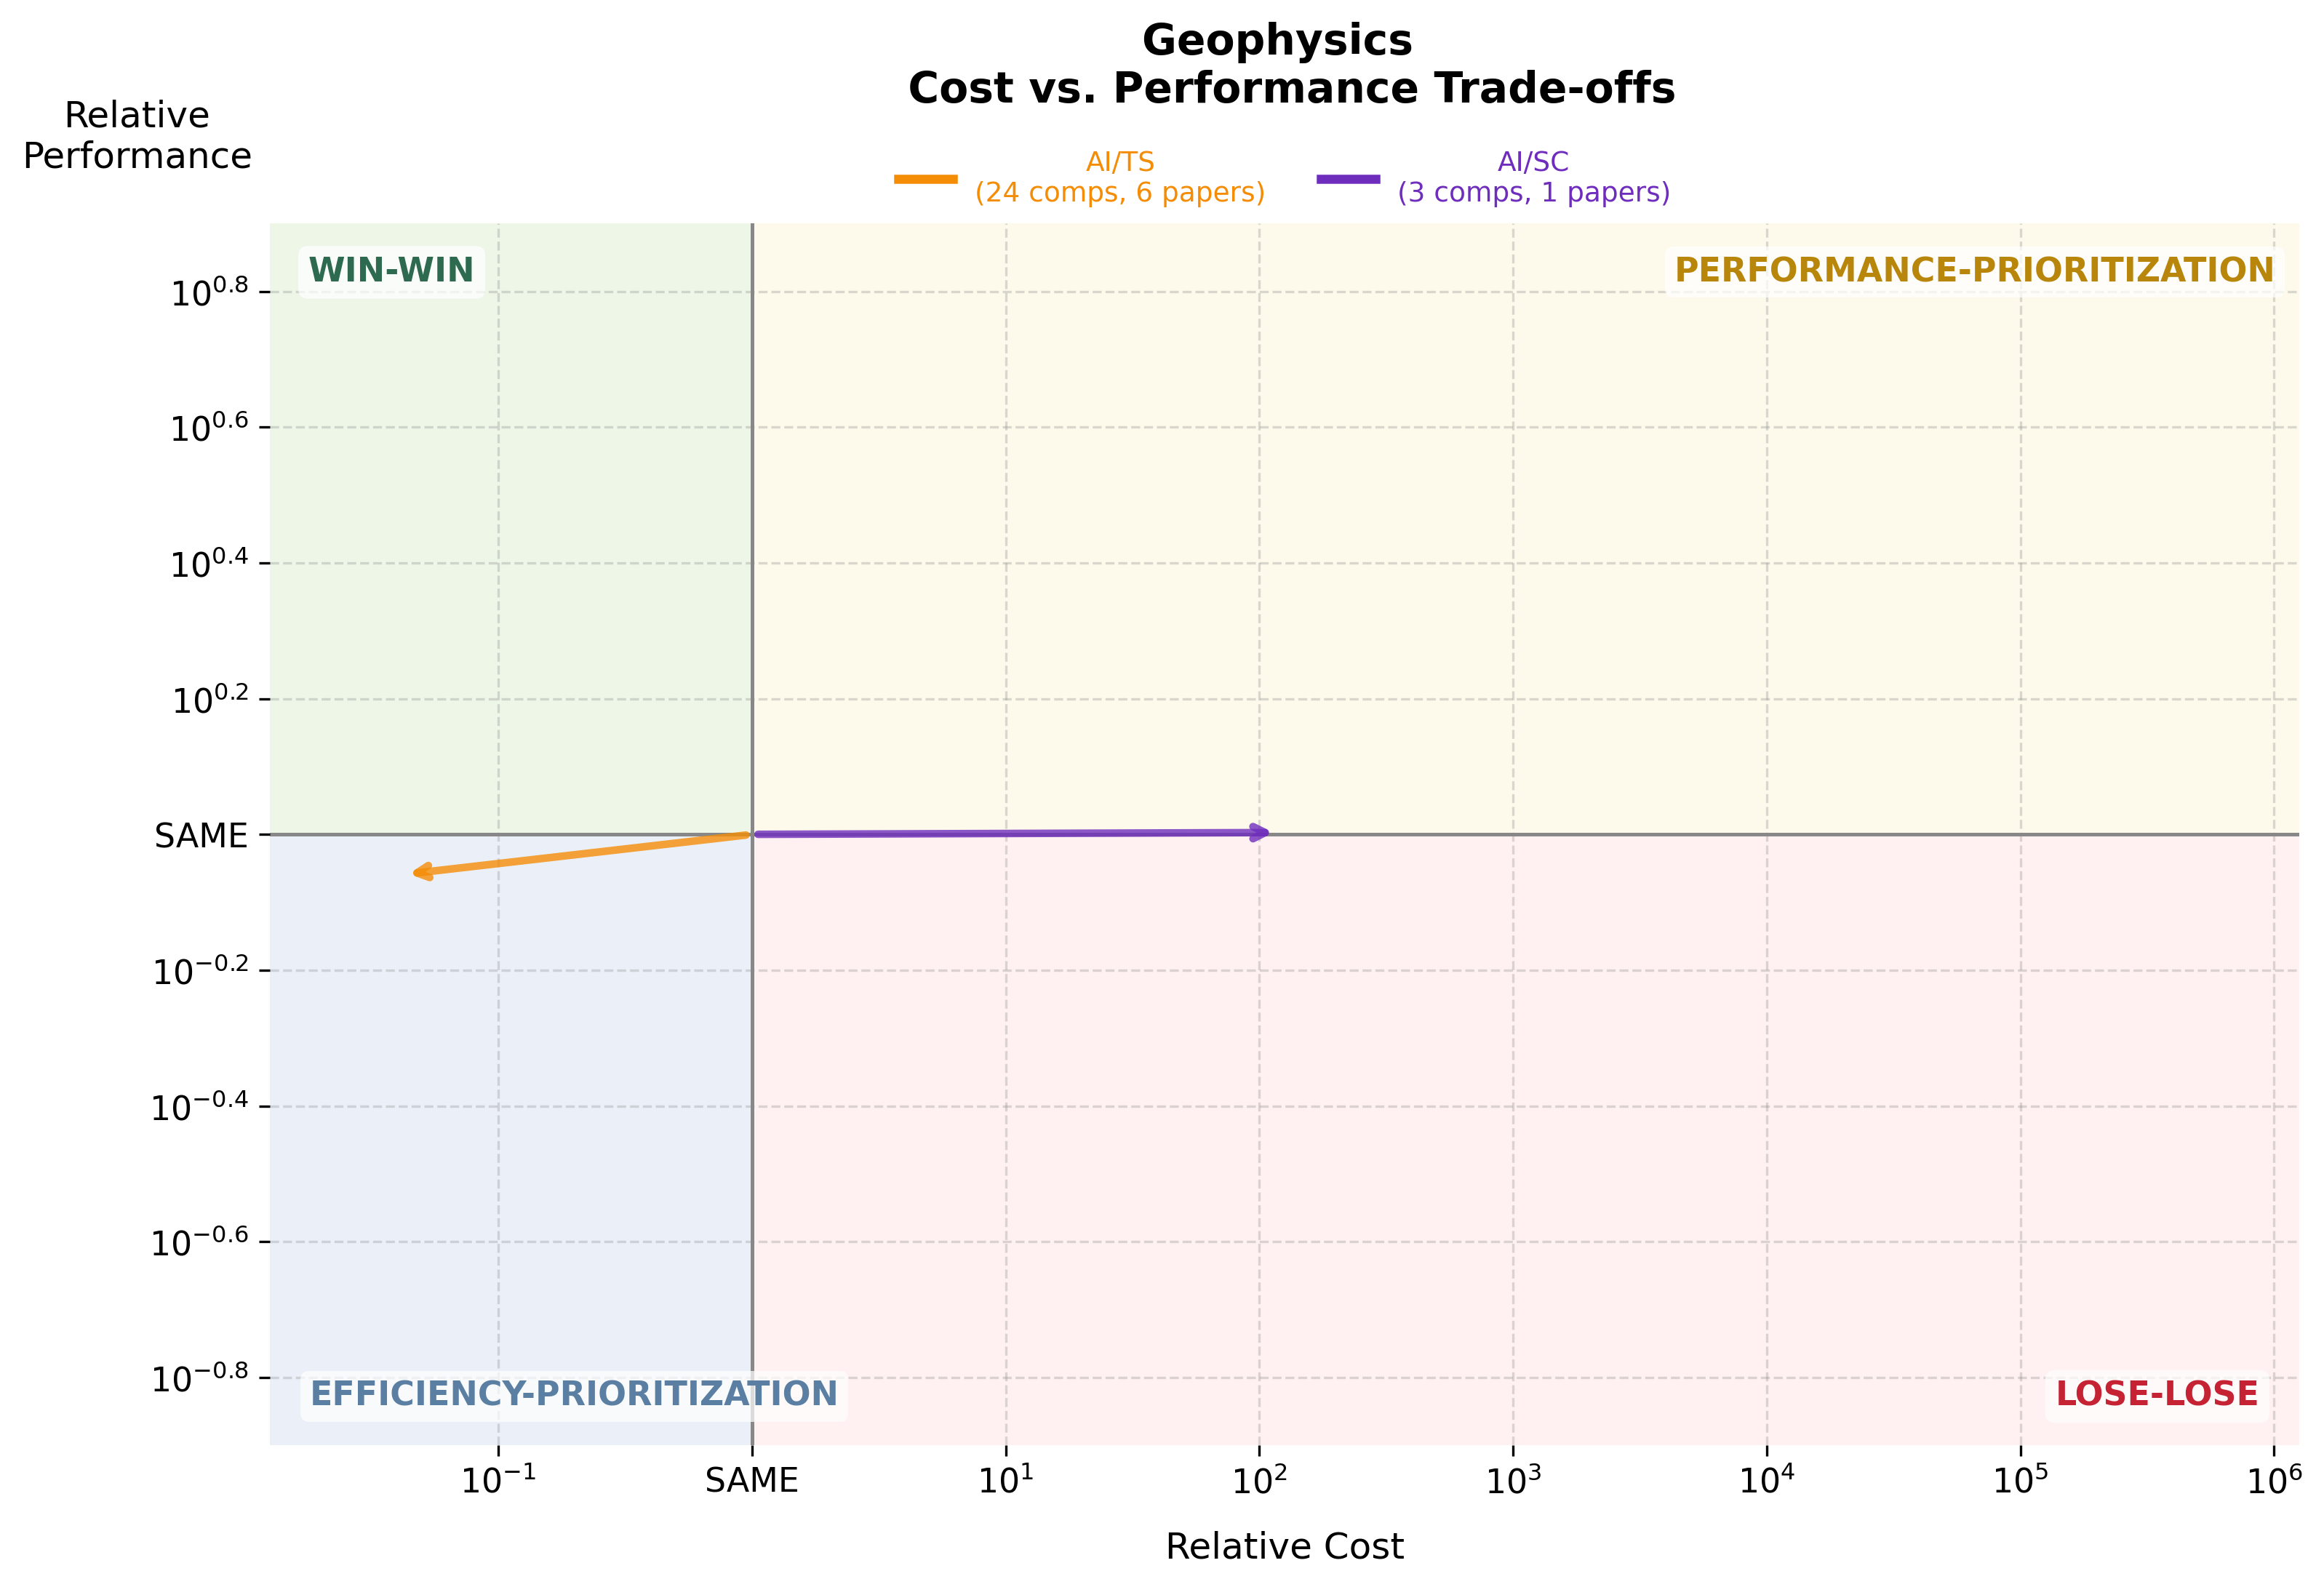 Geophysics
Cost vs. Performance Trade-offs
Relative
Performance
AI/TS
(24 comps, 6 papers)
AI/SC
(3 comps, 1 papers)
WIN-WIN
PERFORMANCE-PRIORITIZATION
10^0.8
10^0.6
10^0.4
10^0.2
SAME
10^−0.2
10^−0.4
10^−0.6
10^−0.8
EFFICIENCY-PRIORITIZATION
LOSE-LOSE
10^−1 SAME 10^1 10^2 10^3 10^4 10^5 10^6
Relative Cost